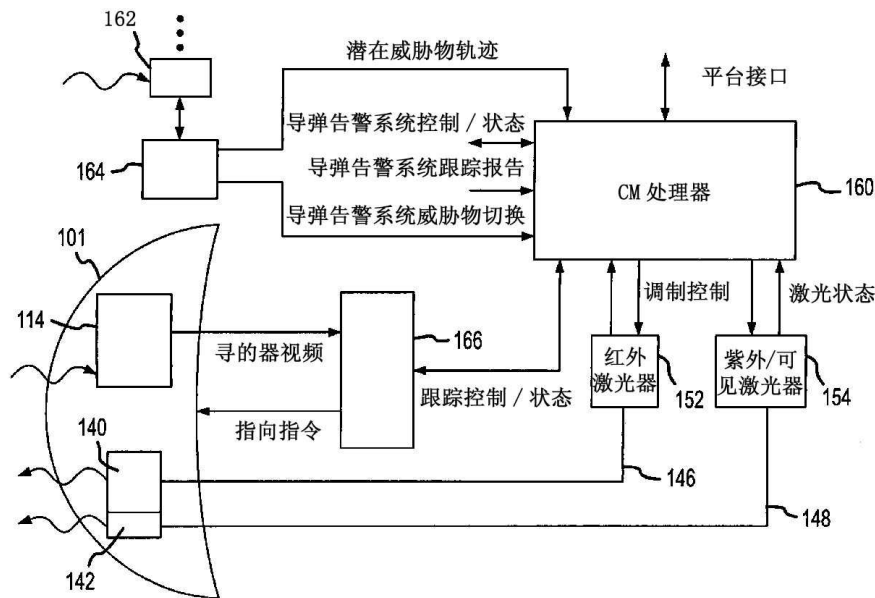 162
潜在威胁物轨迹
平台接口
导弹告警系统控制/状态
164
导弹告警系统跟踪报告
CM 处理器
160
导弹告警系统威胁物切换
101
114
寻的器视频
166
调制控制
激光状态
红外
激光器
152
紫外/可
见激光器
154
跟踪控制/状态
指向指令
140
146
148
142